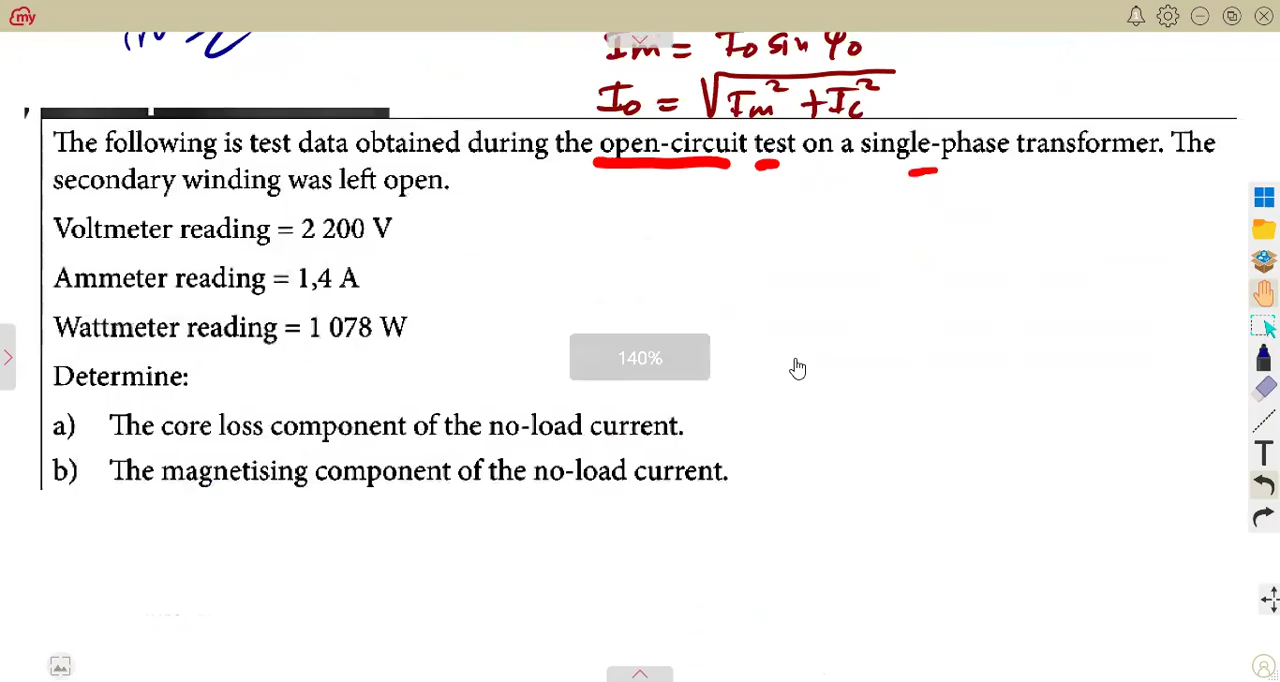 my
Im = Io sin φo
Io = √Im² + Ic²
The following is test data obtained during the open-circuit test on a single-phase transformer. The
secondary winding was left open.
Voltmeter reading = 2 200 V
Ammeter reading = 1,4 A
Wattmeter reading = 1 078 W
140%
Determine:
a) The core loss component of the no-load current.
b) The magnetising component of the no-load current.
T